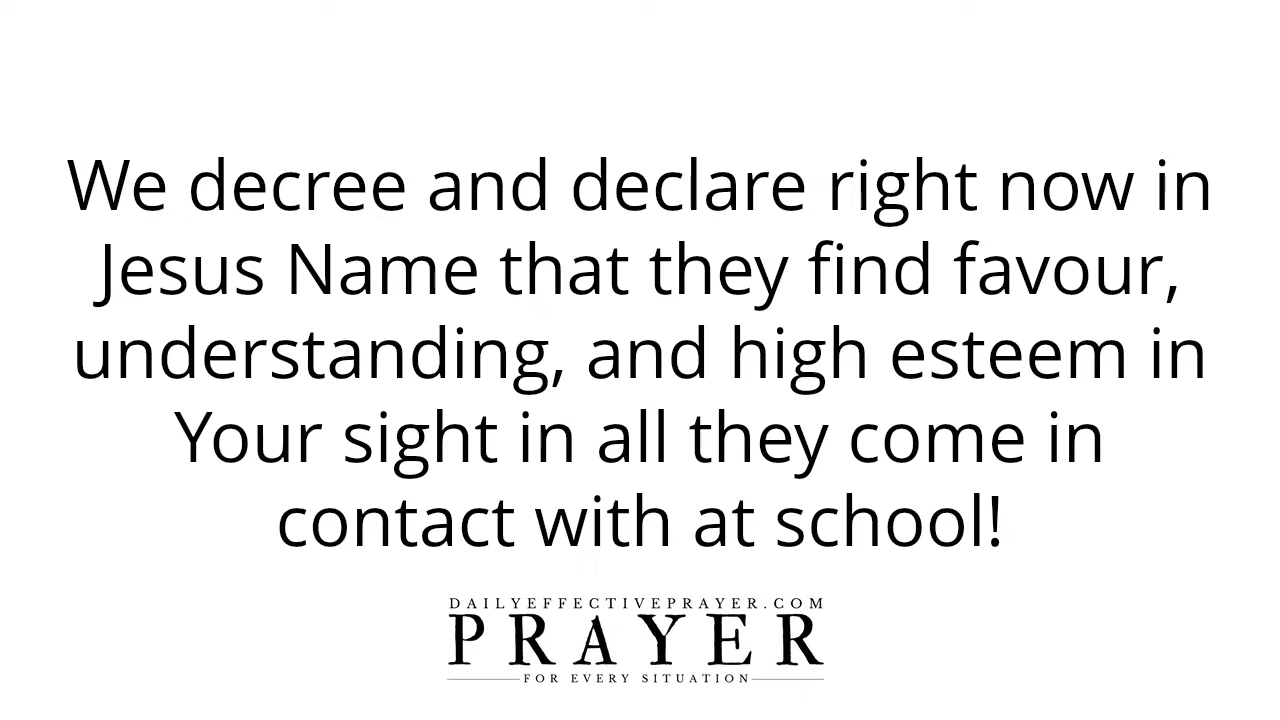 We decree and declare right now in
Jesus Name that they find favour,
understanding, and high esteem in
Your sight in all they come in
contact with at school!
DAILYEFFECTIVEPRAYER.COM
PRAYER
FOR EVERY SITUATION